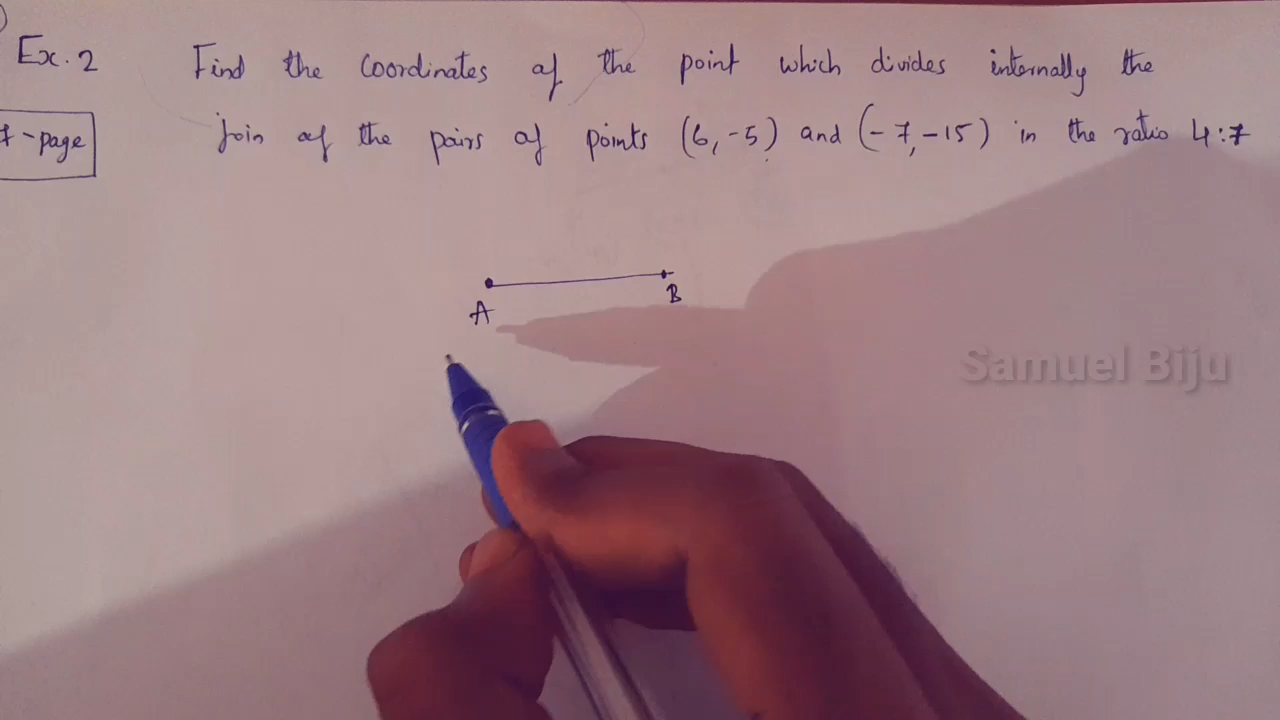 Ex. 2 Find the coordinates of the point which divides internally the
7-page join of the pairs of points (6, -5) and (-7, -15) in the ratio 4:7
A B
Samuel Biju